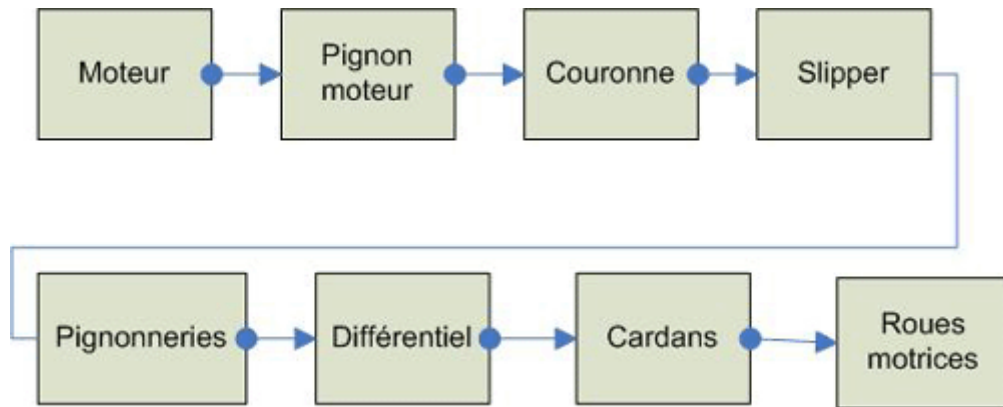 Moteur
Pignon
moteur
Couronne
Slipper
Pignonneries
Différentiel
Cardans
Roues
motrices